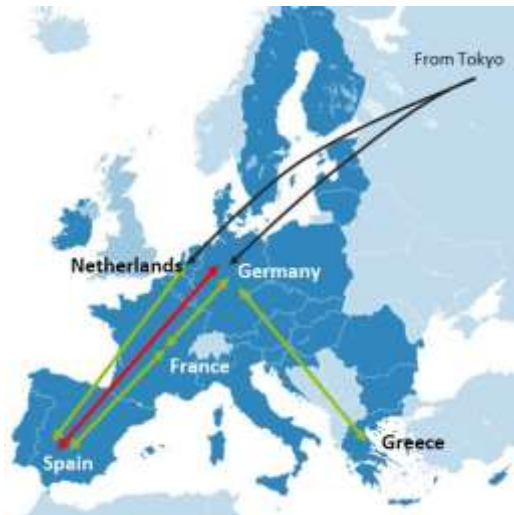 From Tokyo
Netherlands
Germany
France
Greece
Spain